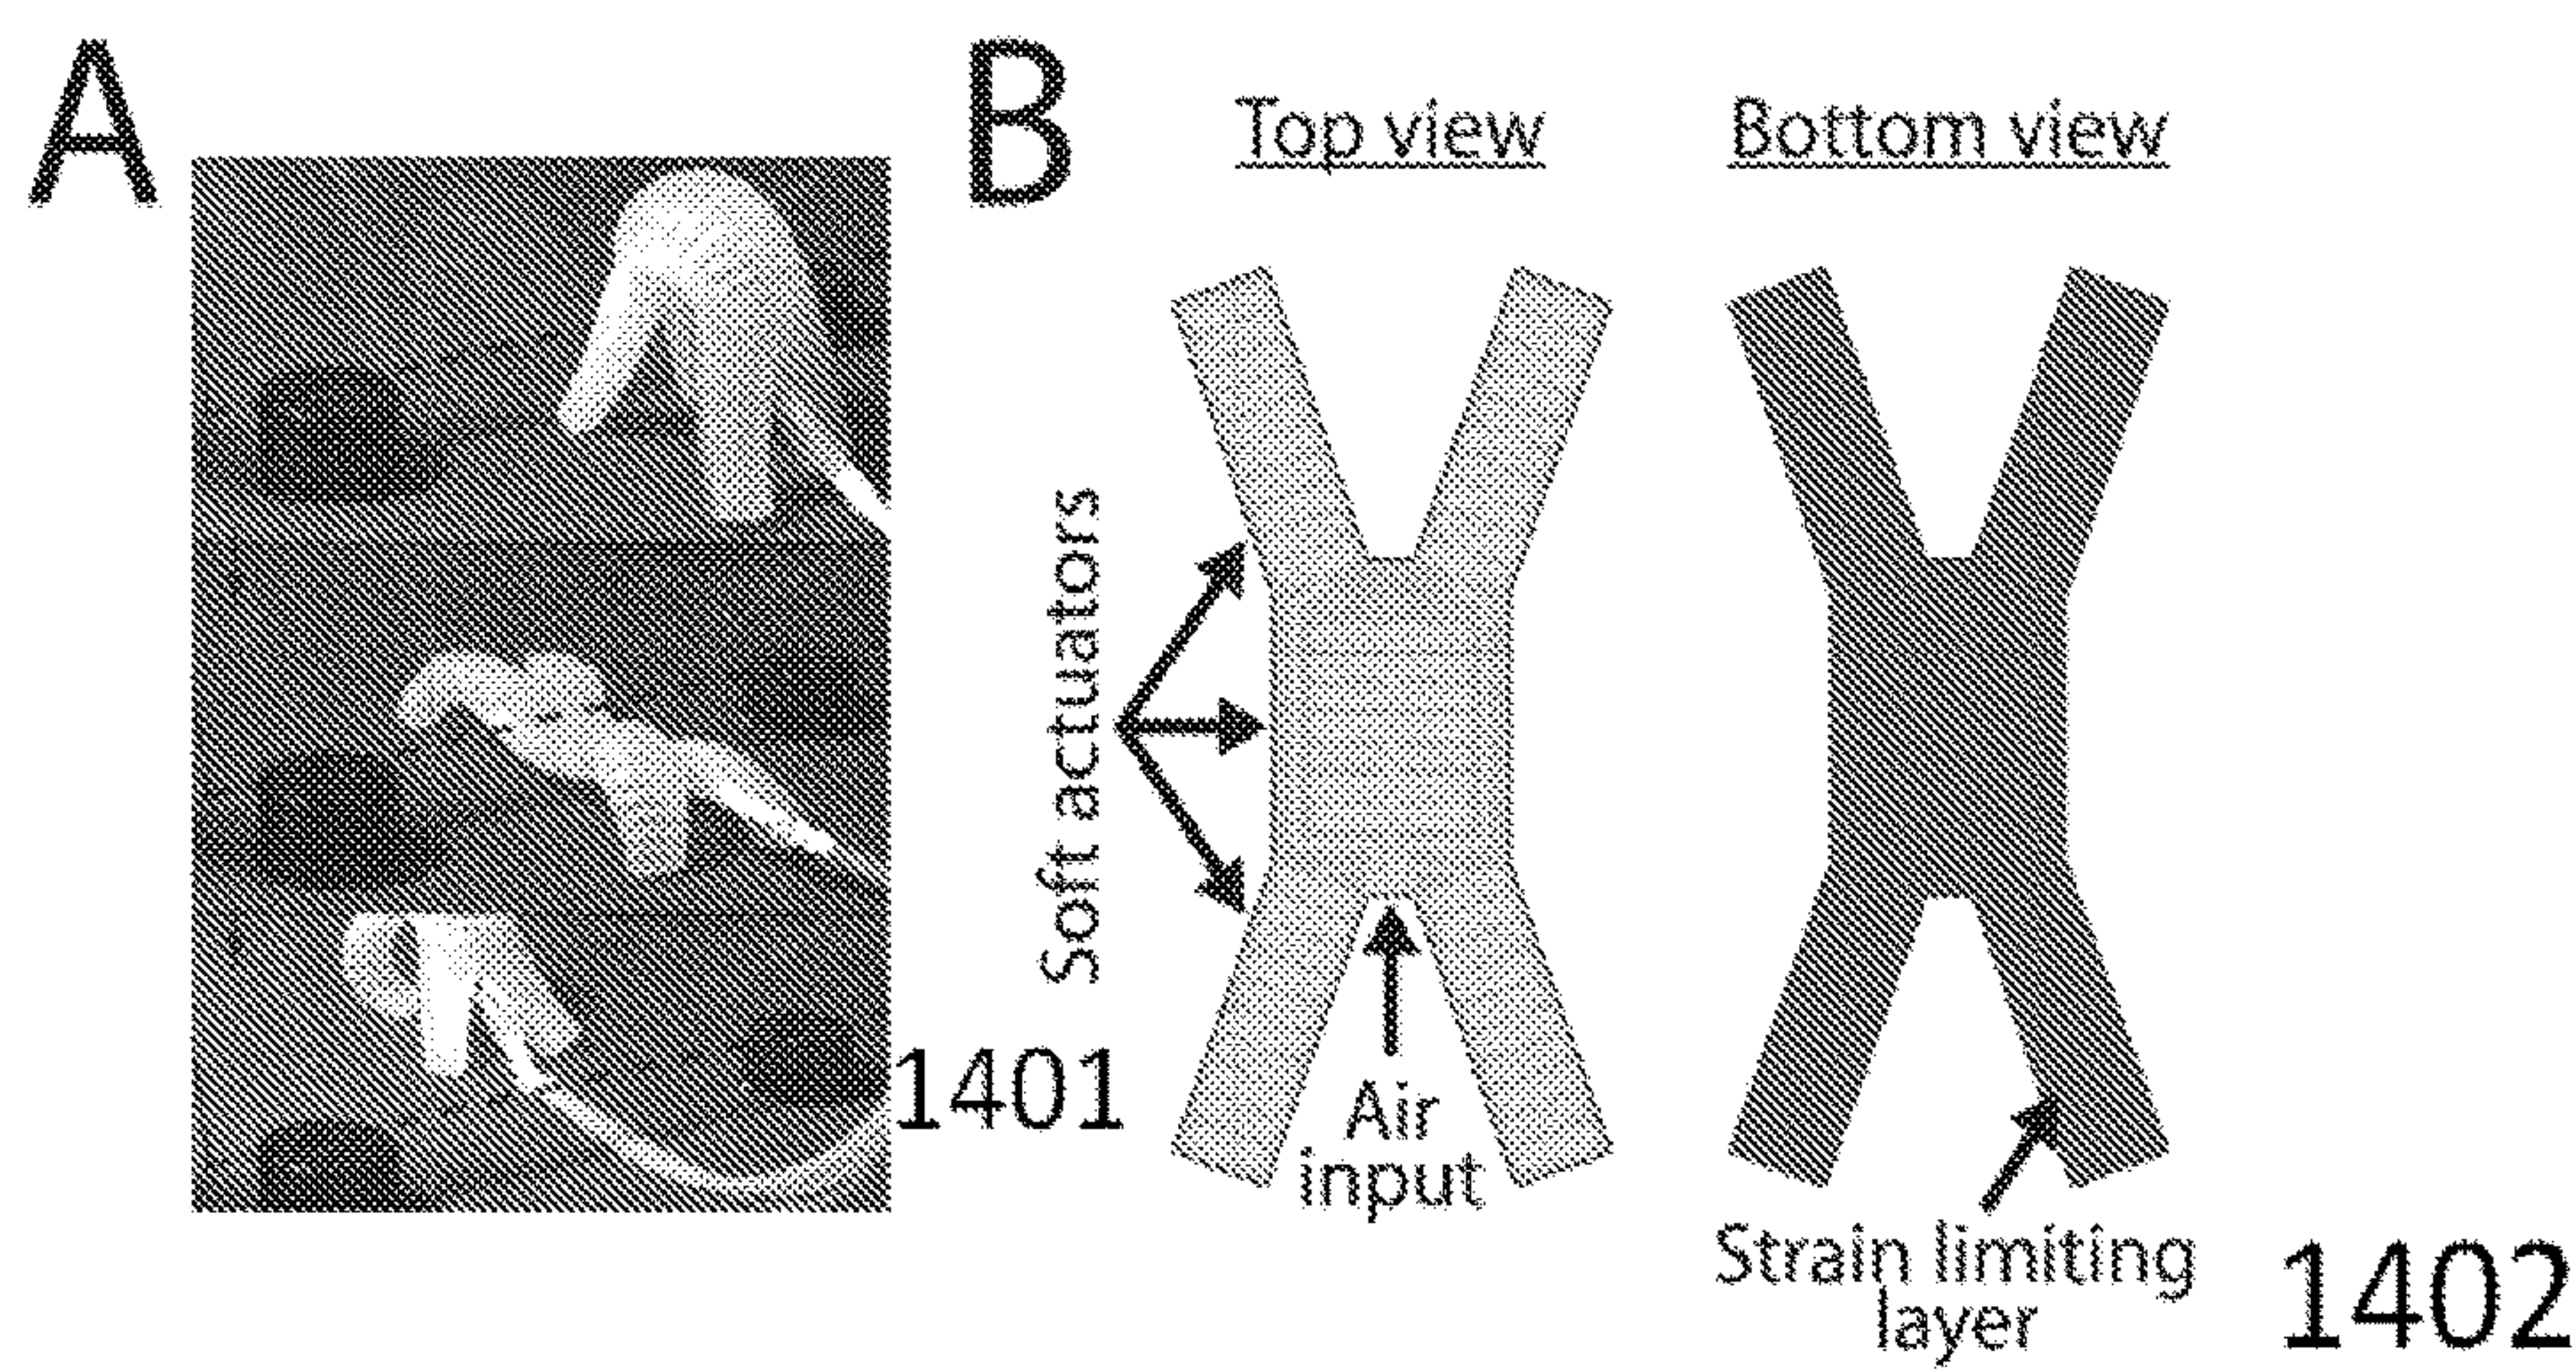 A
B
Top view
Bottom view
Soft actuators
Air
input
1401
Strain limiting
layer
1402